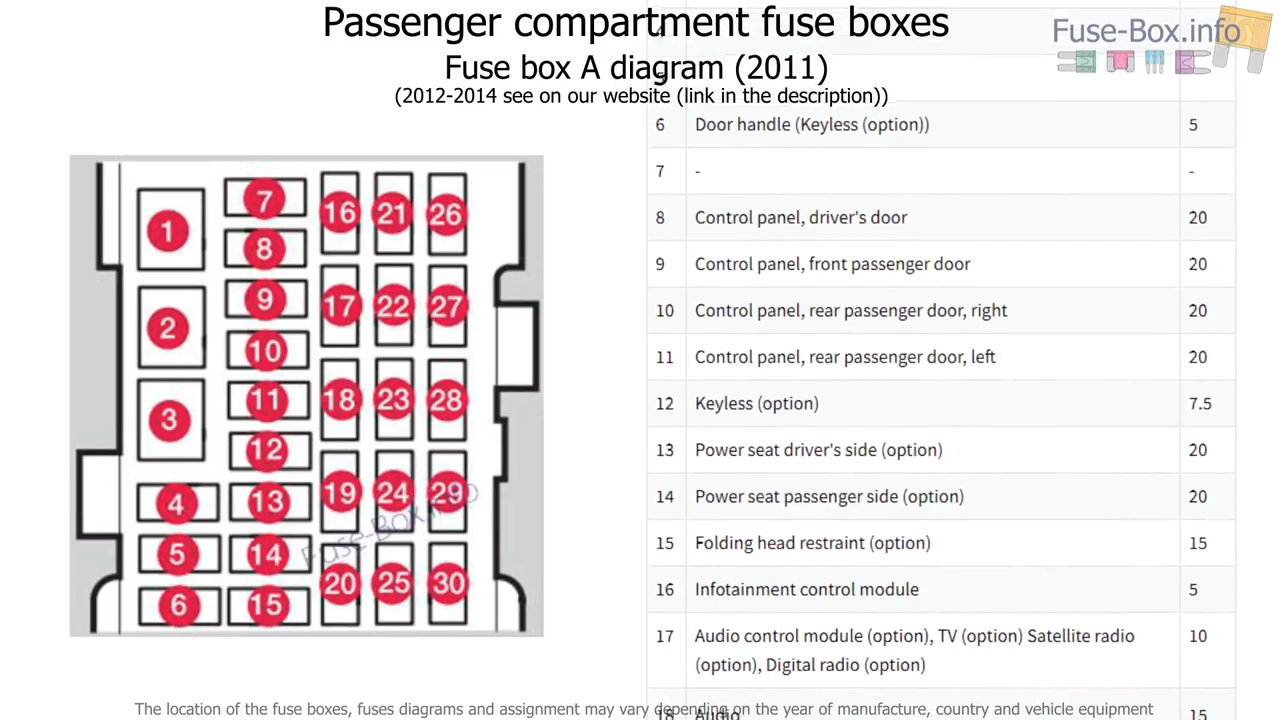 Passenger compartment fuse boxes
Fuse box A diagram (2011)
(2012-2014 see on our website (link in the description))
Fuse-Box.info
1
2
3
4
5
6
7
8
9
10
11
12
13
14
15
16
17
18
19
20
21
22
23
24
25
26
27
28
29
30
Fuse-Box.info
6 Door handle (Keyless (option)) 5
7 - -
8 Control panel, driver's door 20
9 Control panel, front passenger door 20
10 Control panel, rear passenger door, right 20
11 Control panel, rear passenger door, left 20
12 Keyless (option) 7.5
13 Power seat driver's side (option) 20
14 Power seat passenger side (option) 20
15 Folding head restraint (option) 15
16 Infotainment control module 5
17 Audio control module (option), TV (option) Satellite radio 10
(option), Digital radio (option)
18 Audio 15
The location of the fuse boxes, fuses diagrams and assignment may vary depending on the year of manufacture, country and vehicle equipment